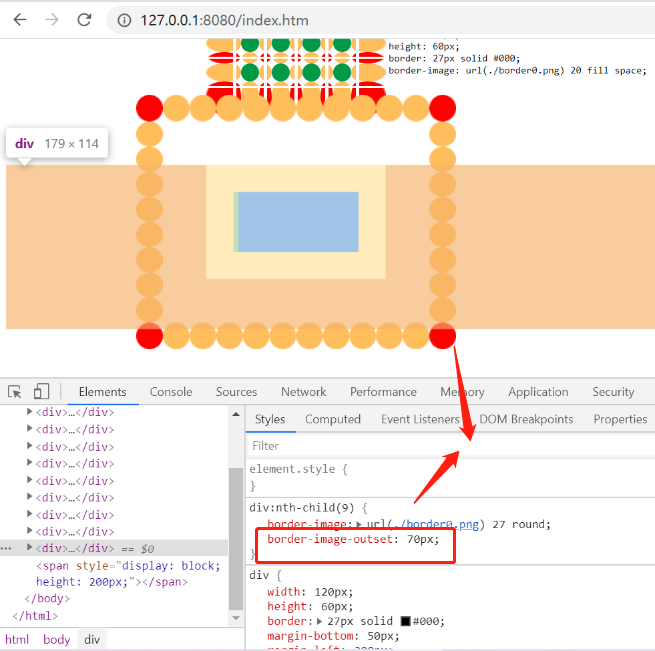 127.0.0.1:8080/index.htm
height: 60px;
border: 27px solid #000;
border-image: url(./border0.png) 20 fill space;
div 179 × 114
Elements Console Sources Network Performance Memory Application Security
<div>…</div>
<div>…</div>
<div>…</div>
<div>…</div>
<div>…</div>
<div>…</div>
<div>…</div>
<div>…</div>
<div>…</div> == $0
<span style="display: block;
height: 200px;"></span>
</body>
</html>
html body div
Styles Computed Event Listeners DOM Breakpoints Properties
Filter
element.style {
}
div:nth-child(9) {
border-image: url(./border0.png) 27 round;
border-image-outset: 70px;
}
div {
width: 120px;
height: 60px;
border: 27px solid #000;
margin-bottom: 50px;